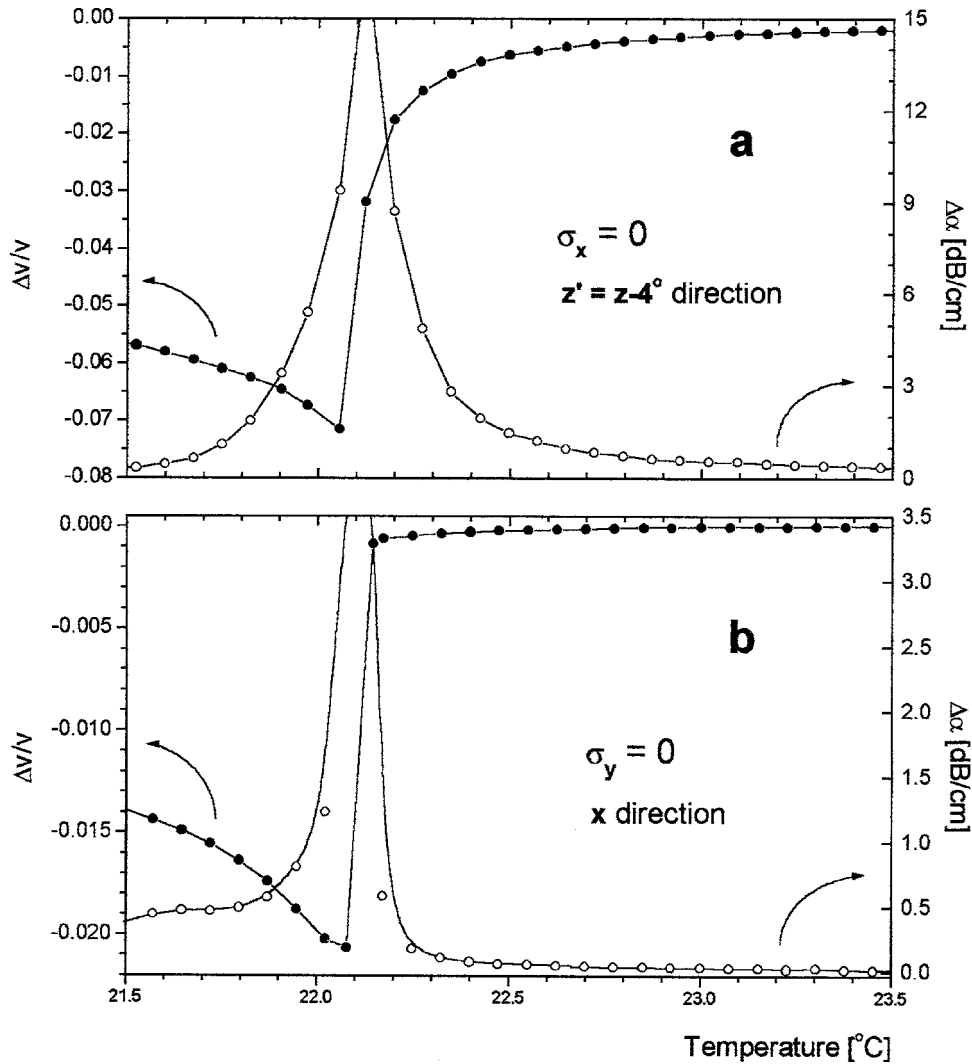 0.00
-0.01
-0.02
-0.03
-0.04
-0.05
-0.06
-0.07
-0.08
Δv/v
15
12
9
6
3
0
Δα [dB/cm]
a
σx = 0
z' = z-4° direction
0.000
-0.005
-0.010
-0.015
-0.020
Δv/v
3.5
3.0
2.5
2.0
1.5
1.0
0.5
0.0
Δα [dB/cm]
b
σy = 0
x direction
21.5 22.0 22.5 23.0 23.5
Temperature [°C]